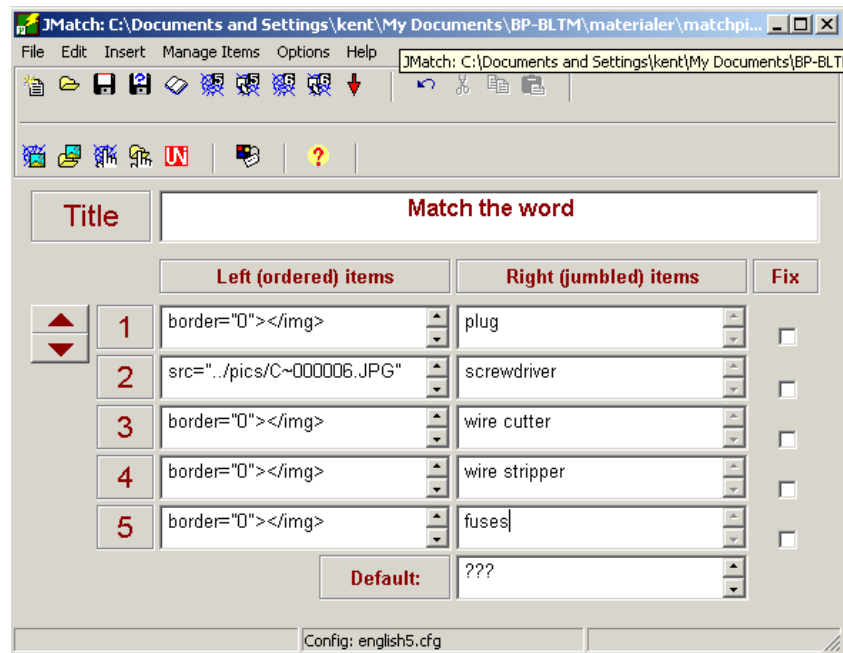 JMatch: C:\Documents and Settings\kent\My Documents\BP-BLTM\materialer\matchpi...
File Edit Insert Manage Items Options Help
JMatch: C:\Documents and Settings\kent\My Documents\BP-BLTM
Title
Match the word
Left (ordered) items Right (jumbled) items Fix
1 border="0"></img> plug
2 src="../pics/C~000006.JPG" screwdriver
3 border="0"></img> wire cutter
4 border="0"></img> wire stripper
5 border="0"></img> fuses
Default: ???
Config: english5.cfg